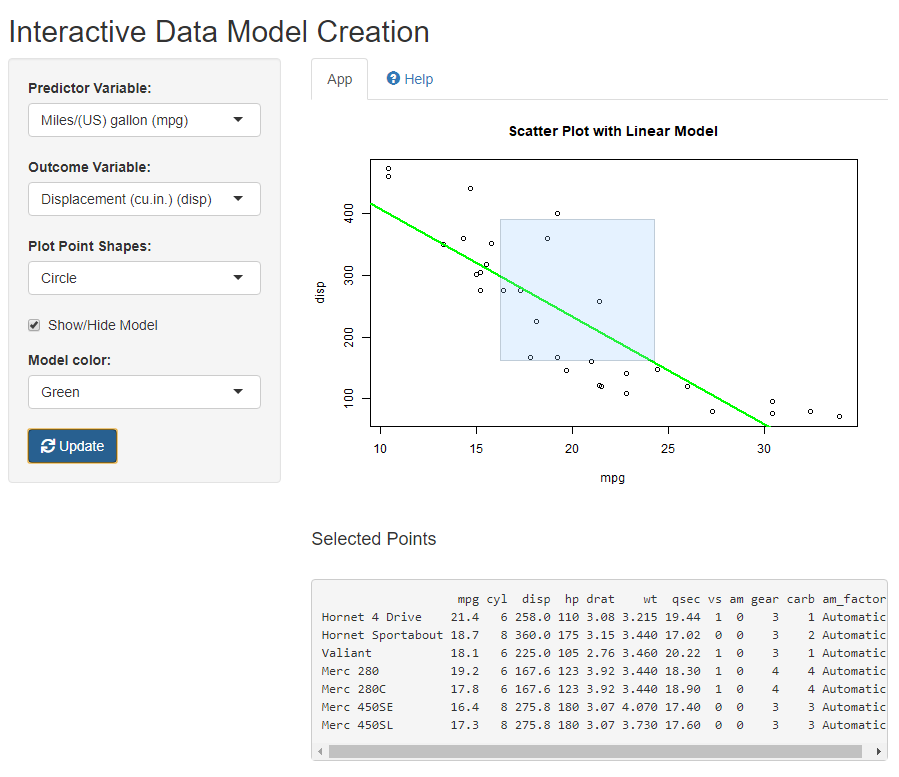 Interactive Data Model Creation
Predictor Variable:
Miles/(US) gallon (mpg)
Outcome Variable:
Displacement (cu.in.) (disp)
Plot Point Shapes:
Circle
Show/Hide Model
Model color:
Green
Update
App
Help
Scatter Plot with Linear Model
disp
400
300
200
100
10 15 20 25 30
mpg
Selected Points
mpg cyl disp hp drat wt qsec vs am gear carb am_factor
Hornet 4 Drive 21.4 6 258.0 110 3.08 3.215 19.44 1 0 3 1 Automatic
Hornet Sportabout 18.7 8 360.0 175 3.15 3.440 17.02 0 0 3 2 Automatic
Valiant 18.1 6 225.0 105 2.76 3.460 20.22 1 0 3 1 Automatic
Merc 280 19.2 6 167.6 123 3.92 3.440 18.30 1 0 4 4 Automatic
Merc 280C 17.8 6 167.6 123 3.92 3.440 18.90 1 0 4 4 Automatic
Merc 450SE 16.4 8 275.8 180 3.07 4.070 17.40 0 0 3 3 Automatic
Merc 450SL 17.3 8 275.8 180 3.07 3.730 17.60 0 0 3 3 Automatic